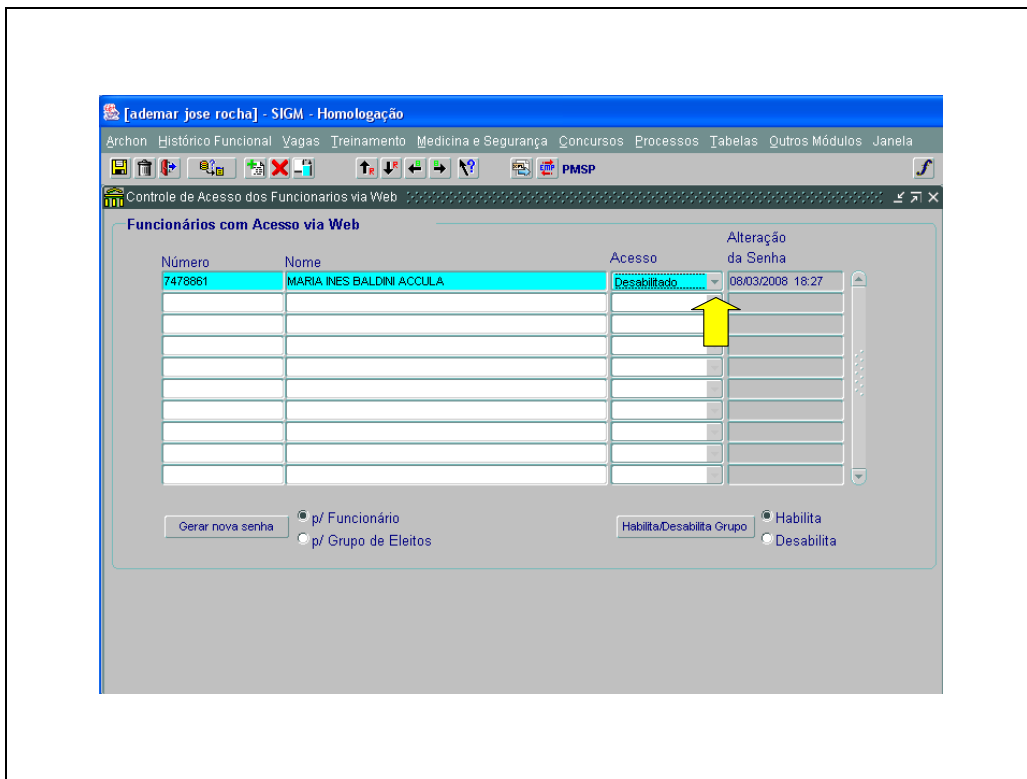 [ademar jose rocha] - SIGM - Homologação
Archon Histórico Funcional Vagas Treinamento Medicina e Segurança Concursos Processos Tabelas Outros Módulos Janela
PMSP
Controle de Acesso dos Funcionarios via Web
Funcionários com Acesso via Web
Alteração
Número Nome Acesso da Senha
7478861 MARIA INES BALDINI ACCULA Desabilitado 08/03/2008 18:27
Gerar nova senha
p/ Funcionário
p/ Grupo de Eleitos
Habilita/Desabilita Grupo
Habilita
Desabilita